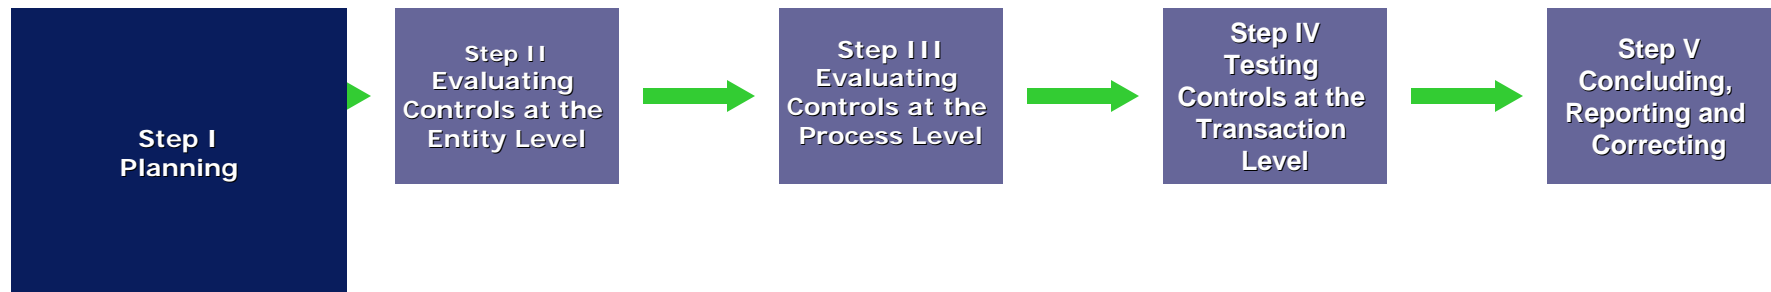 Step I
Planning
Step II
Evaluating
Controls at the
Entity Level
Step III
Evaluating
Controls at the
Process Level
Step IV
Testing
Controls at the
Transaction
Level
Step V
Concluding,
Reporting and
Correcting